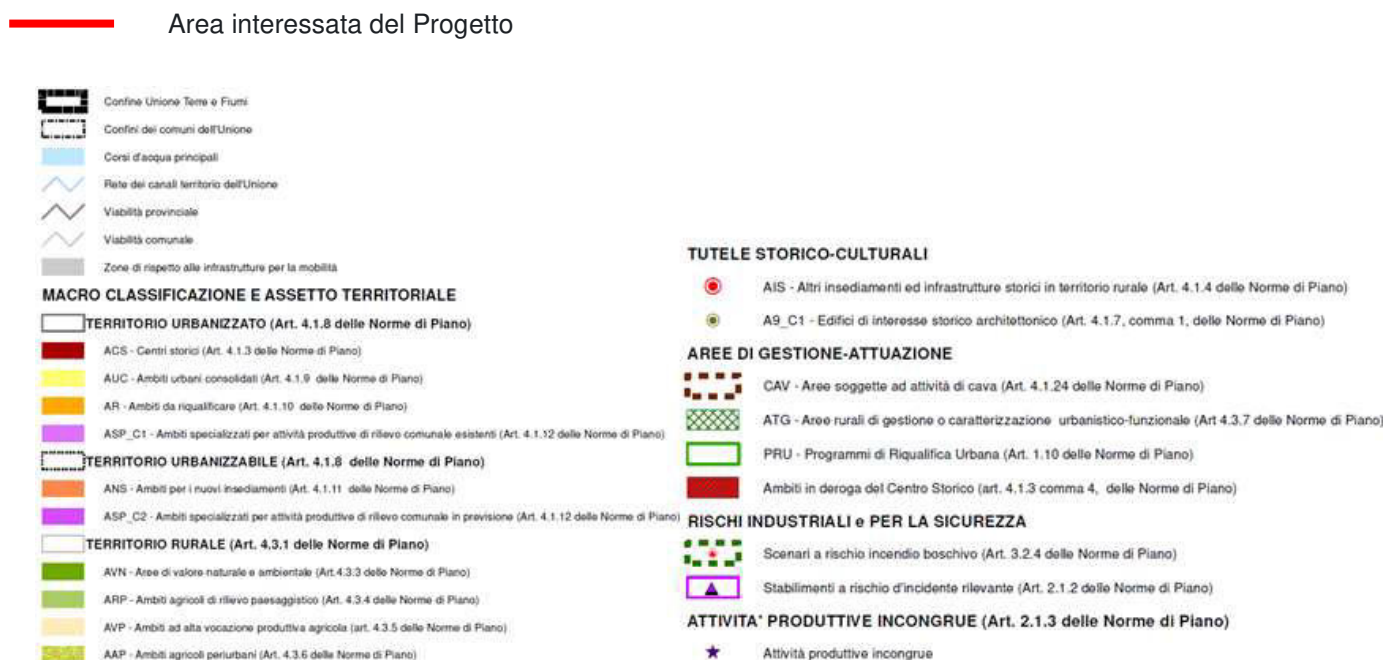 Area interessata del Progetto
Confine Unione Terre e Fiumi
Confini dei comuni dell'Unione
Corsi d'acqua principali
Rete dei canali territorio dell'Unione
Viabilità provinciale
Viabilità comunale
Zone di rispetto alle infrastrutture per la mobilità
MACRO CLASSIFICAZIONE E ASSETTO TERRITORIALE
TERRITORIO URBANIZZATO (Art. 4.1.8 delle Norme di Piano)
ACS - Centri storici (Art. 4.1.3 delle Norme di Piano)
AUC - Ambiti urbani consolidati (Art. 4.1.9 delle Norme di Piano)
AR - Ambiti da riqualificare (Art. 4.1.10 delle Norme di Piano)
ASP_C1 - Ambiti specializzati per attività produttive di rilievo comunale esistenti (Art. 4.1.12 delle Norme di Piano)
TERRITORIO URBANIZZABILE (Art. 4.1.8 delle Norme di Piano)
ANS - Ambiti per i nuovi insediamenti (Art. 4.1.11 delle Norme di Piano)
ASP_C2 - Ambiti specializzati per attività produttive di rilievo comunale in previsione (Art. 4.1.12 delle Norme di Piano)
TERRITORIO RURALE (Art. 4.3.1 delle Norme di Piano)
AVN - Aree di valore naturale e ambientale (Art.4.3.3 delle Norme di Piano)
ARP - Ambiti agricoli di rilievo paesaggistico (Art. 4.3.4 delle Norme di Piano)
AVP - Ambiti ad alta vocazione produttiva agricola (art. 4.3.5 delle Norme di Piano)
AAP - Ambiti agricoli periurbani (Art. 4.3.6 delle Norme di Piano)
TUTELE STORICO-CULTURALI
AIS - Altri insediamenti ed infrastrutture storici in territorio rurale (Art. 4.1.4 delle Norme di Piano)
A9_C1 - Edifici di interesse storico architettonico (Art. 4.1.7, comma 1, delle Norme di Piano)
AREE DI GESTIONE-ATTUAZIONE
CAV - Aree soggette ad attività di cava (Art. 4.1.24 delle Norme di Piano)
ATG - Aree rurali di gestione o caratterizzazione urbanistico-funzionale (Art 4.3.7 delle Norme di Piano)
PRU - Programmi di Riqualifica Urbana (Art. 1.10 delle Norme di Piano)
Ambiti in deroga del Centro Storico (art. 4.1.3 comma 4, delle Norme di Piano)
RISCHI INDUSTRIALI e PER LA SICUREZZA
Scenari a rischio incendio boschivo (Art. 3.2.4 delle Norme di Piano)
Stabilimenti a rischio d'incidente rilevante (Art. 2.1.2 delle Norme di Piano)
ATTIVITA' PRODUTTIVE INCONGRUE (Art. 2.1.3 delle Norme di Piano)
Attività produttive incongrue